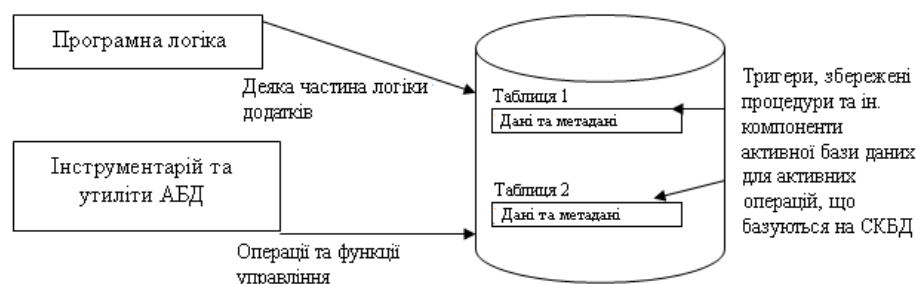 Програмна логіка
Деяка частина логіки
додатків
Інструментарій та
утиліти АБД
Операції та функції
управління
Таблиця 1
Дані та метадані
Таблиця 2
Дані та метадані
Тригери, збережені
процедури та ін.
компоненти
активної бази даних
для активних
операцій, що
базуються на СКБД